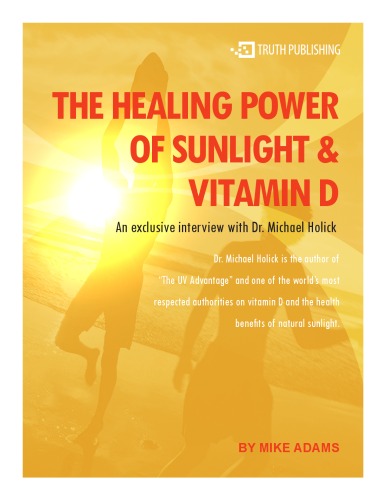 TRUTH PUBLISHING
THE HEALING POWER
OF SUNLIGHT &
VITAMIN D
An exclusive interview with Dr. Michael Holick
Dr. Michael Holick is the author of
"The UV Advantage" and one of the world's most
respected authorities on vitamin D and the health
benefits of natural sunlight.
BY MIKE ADAMS